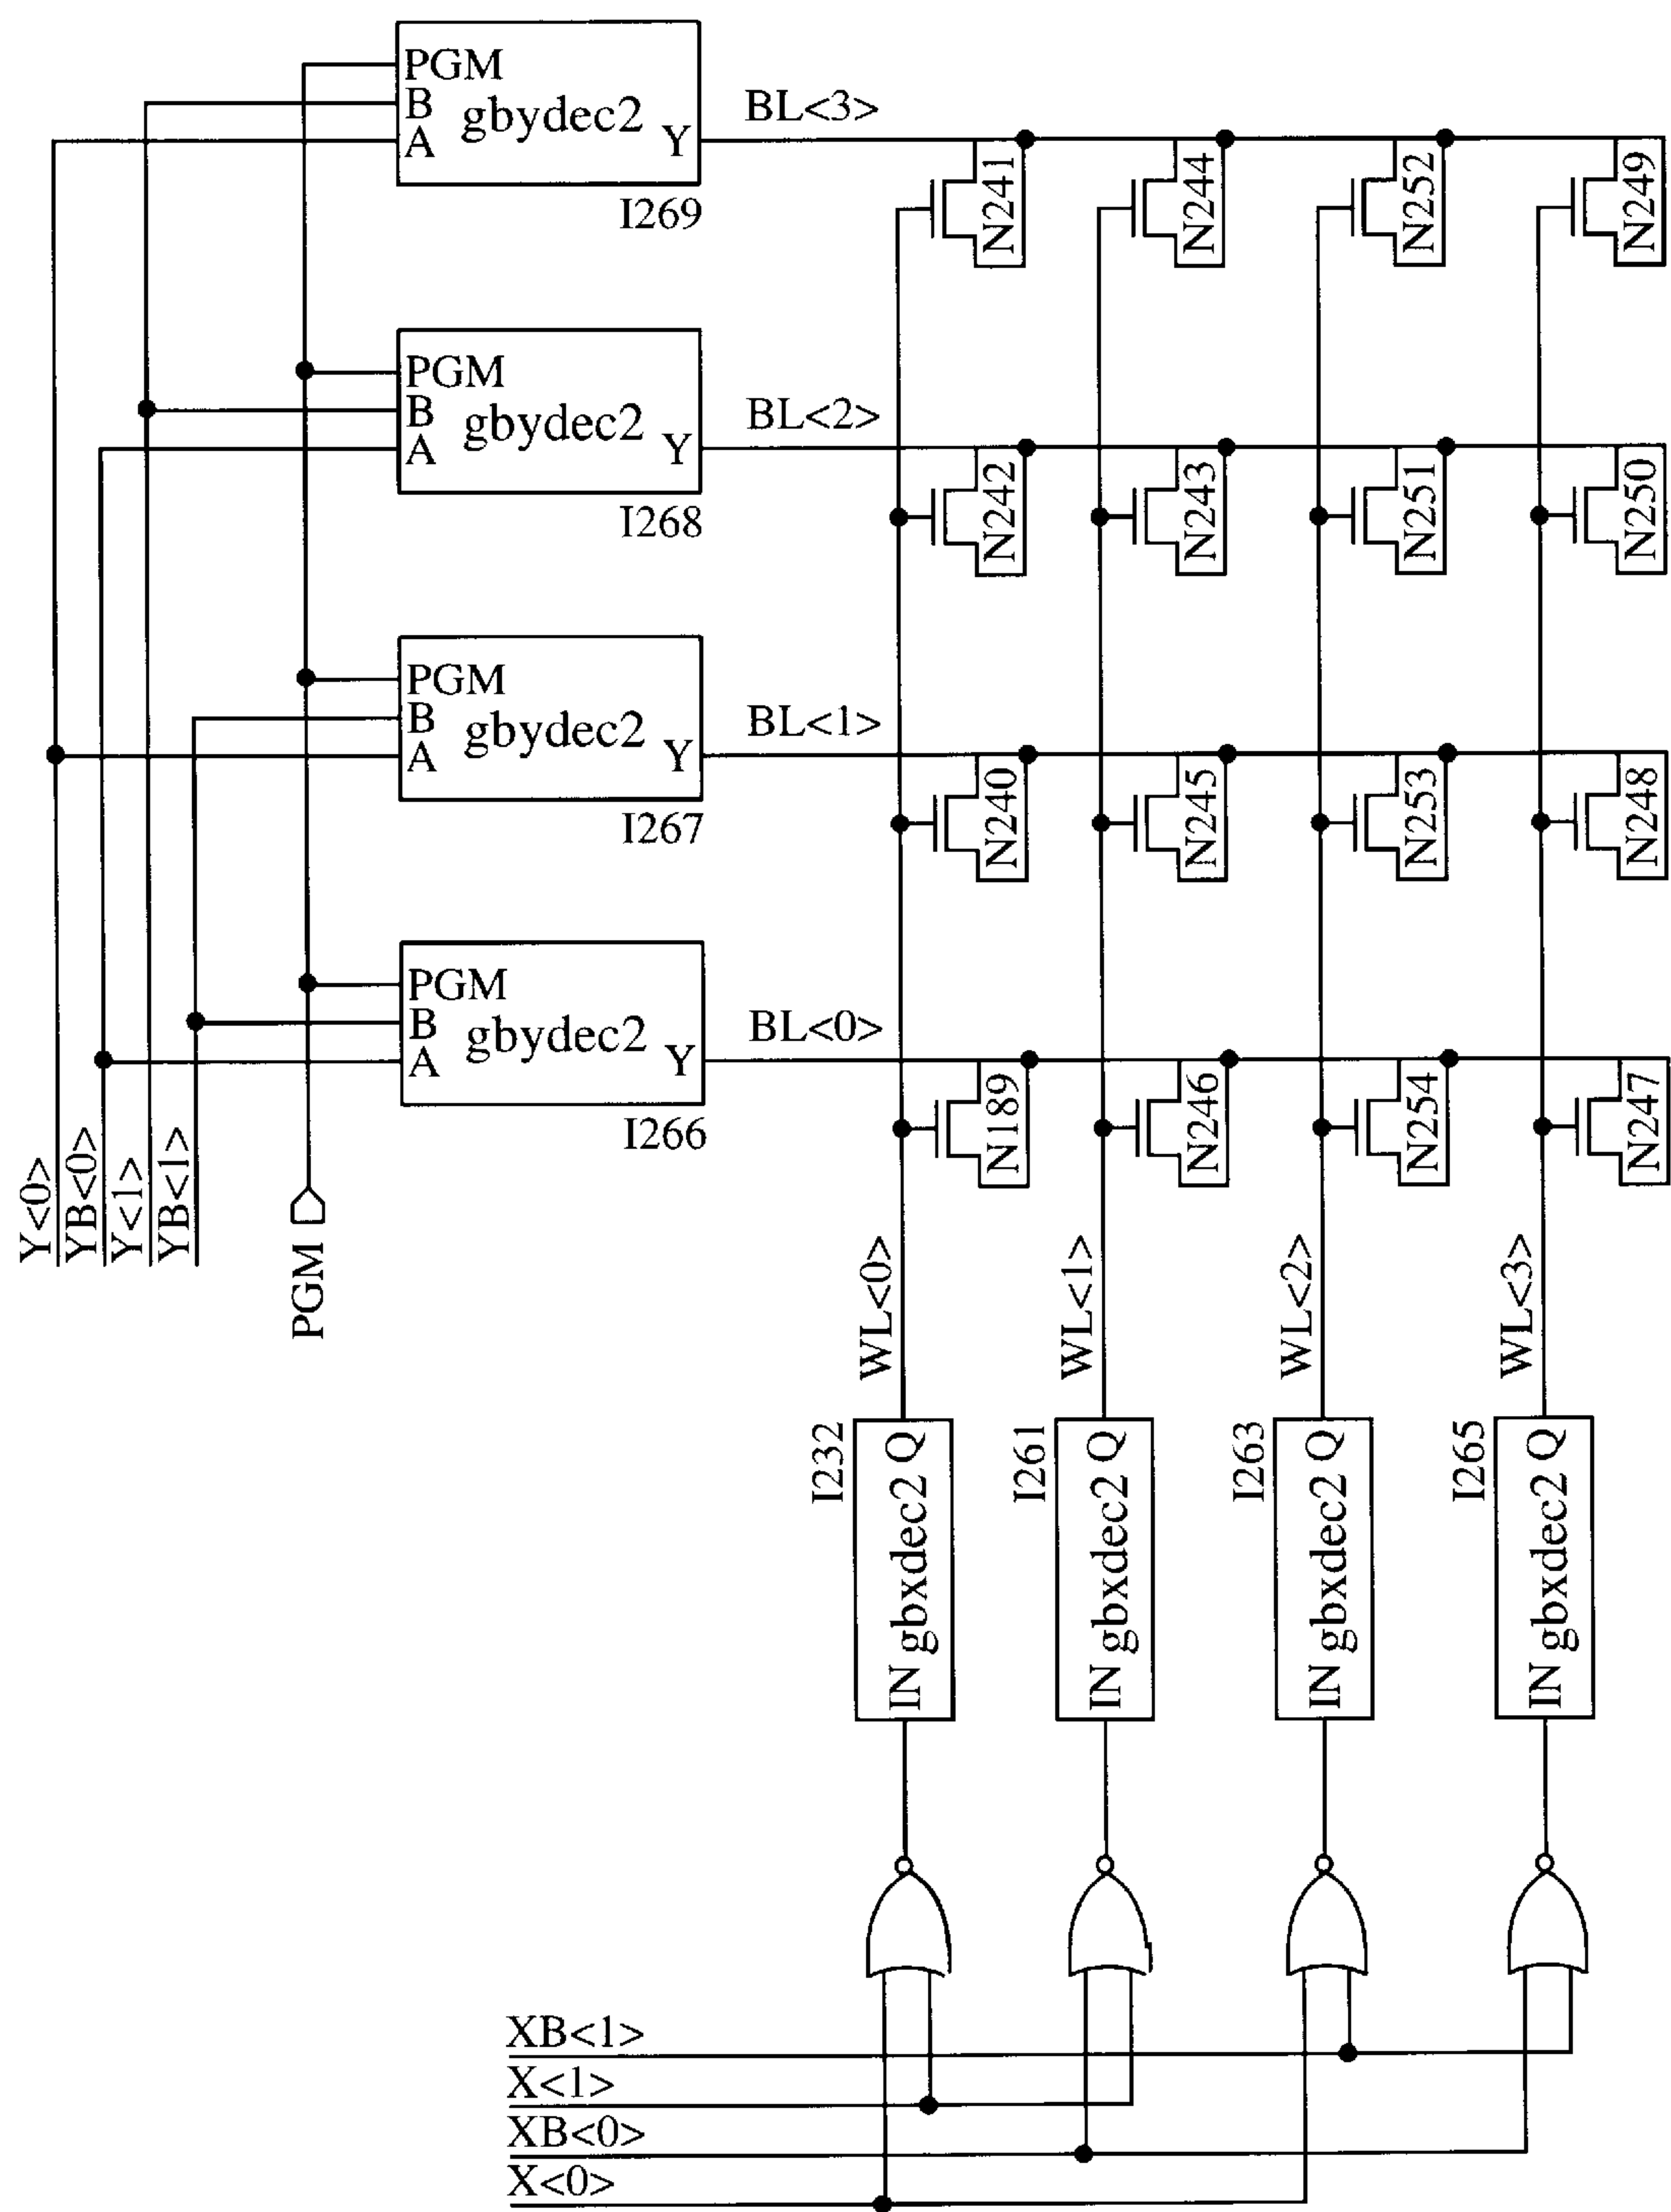 PGM
B
gbydec2
A
Y
I269
BL<3>
N241
N244
N252
N249
PGM
B
gbydec2
A
Y
I268
BL<2>
N242
N243
N251
N250
PGM
B
gbydec2
A
Y
I267
BL<1>
N240
N245
N253
N248
PGM
B
gbydec2
A
Y
I266
BL<0>
N189
N246
N254
N247
Y<0>
YB<0>
Y<1>
YB<1>
PGM
WL<0>
WL<1>
WL<2>
WL<3>
I232
IN gbxdec2 Q
I261
IN gbxdec2 Q
I263
IN gbxdec2 Q
I265
IN gbxdec2 Q
XB<1>
X<1>
XB<0>
X<0>